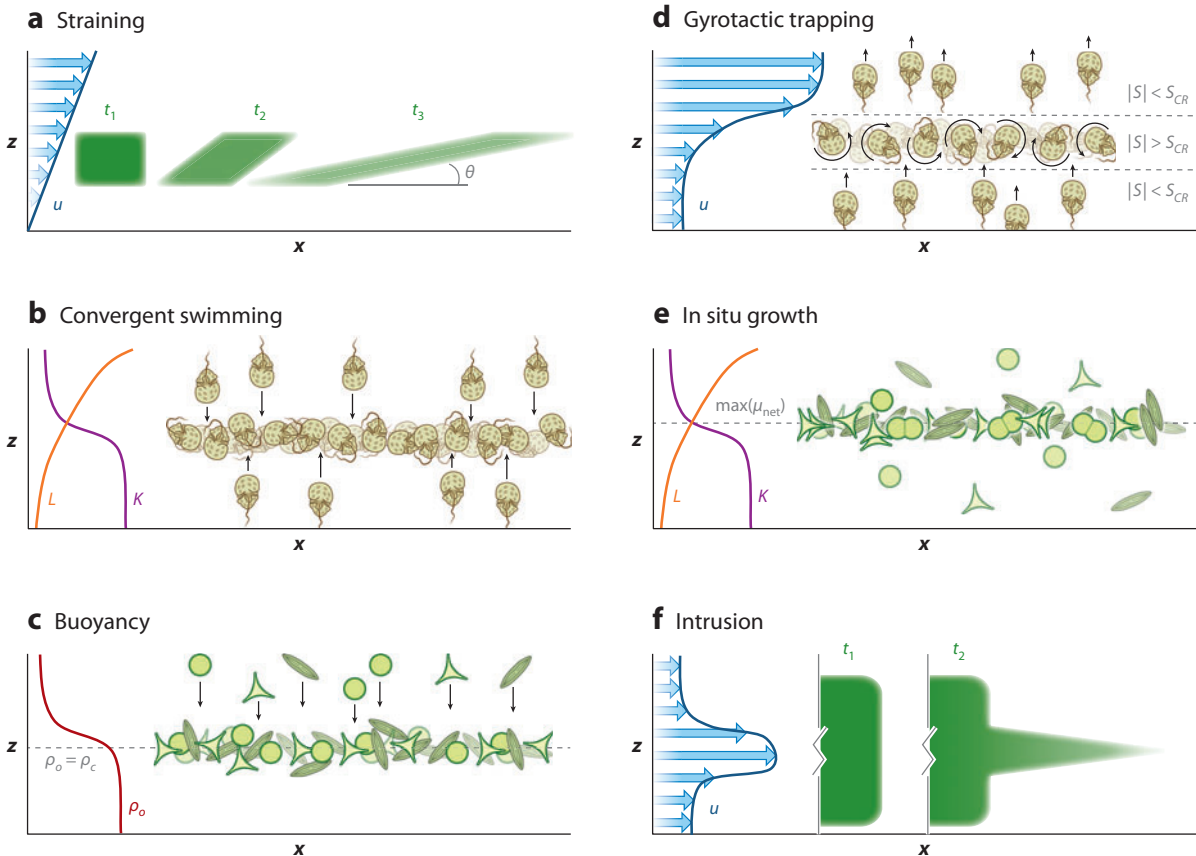 a Straining
t1
t2
t3
z
θ
u
x
b Convergent swimming
z
L
K
x
c Buoyancy
z
ρo = ρc
ρo
x
d Gyrotactic trapping
|S| < SCR
z
|S| > SCR
|S| < SCR
u
x
e In situ growth
max(μnet)
z
L
K
x
f Intrusion
t1
t2
z
u
x